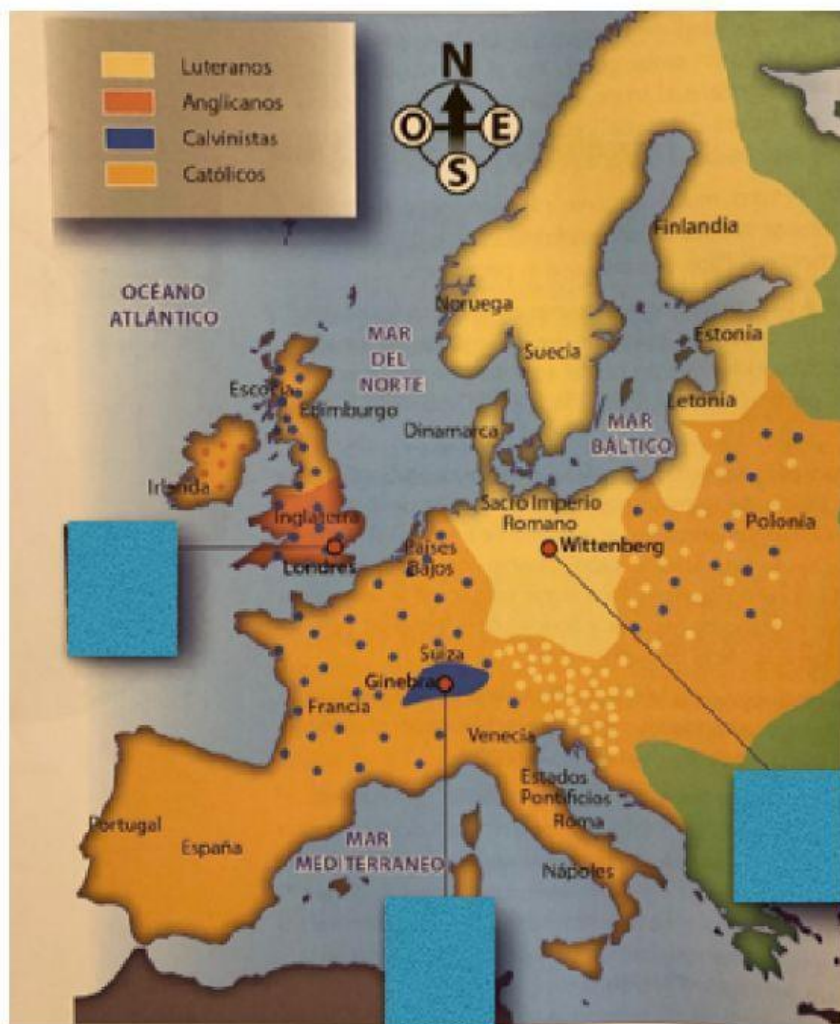 Luteranos
Anglicanos
Calvinistas
Católicos
N
O
E
S
OCÉANO
ATLÁNTICO
MAR
DEL
NORTE
Finlandia
Noruega
Suecia
Estonia
Letonia
MAR
BÁLTICO
Escocia
Edimburgo
Dinamarca
Irlanda
Inglaterra
Londres
Sacro Imperio
Romano
Wittenberg
Polonia
Países
Bajos
Suiza
Ginebra
Francia
Venecia
Estados
Pontificios
Roma
Nápoles
Portugal
España
MAR
MEDITERRANEO